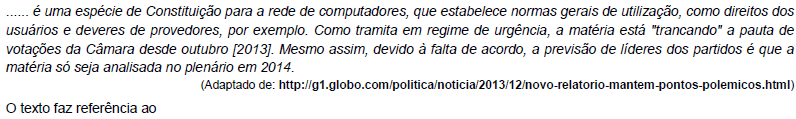 ...... é uma espécie de Constituição para a rede de computadores, que estabelece normas gerais de utilização, como direitos dos
usuários e deveres de provedores, por exemplo. Como tramita em regime de urgência, a matéria está "trancando" a pauta de
votações da Câmara desde outubro [2013]. Mesmo assim, devido à falta de acordo, a previsão de líderes dos partidos é que a
matéria só seja analisada no plenário em 2014.
(Adaptado de: http://g1.globo.com/politica/noticia/2013/12/novo-relatorio-mantem-pontos-polemicos.html)
O texto faz referência ao